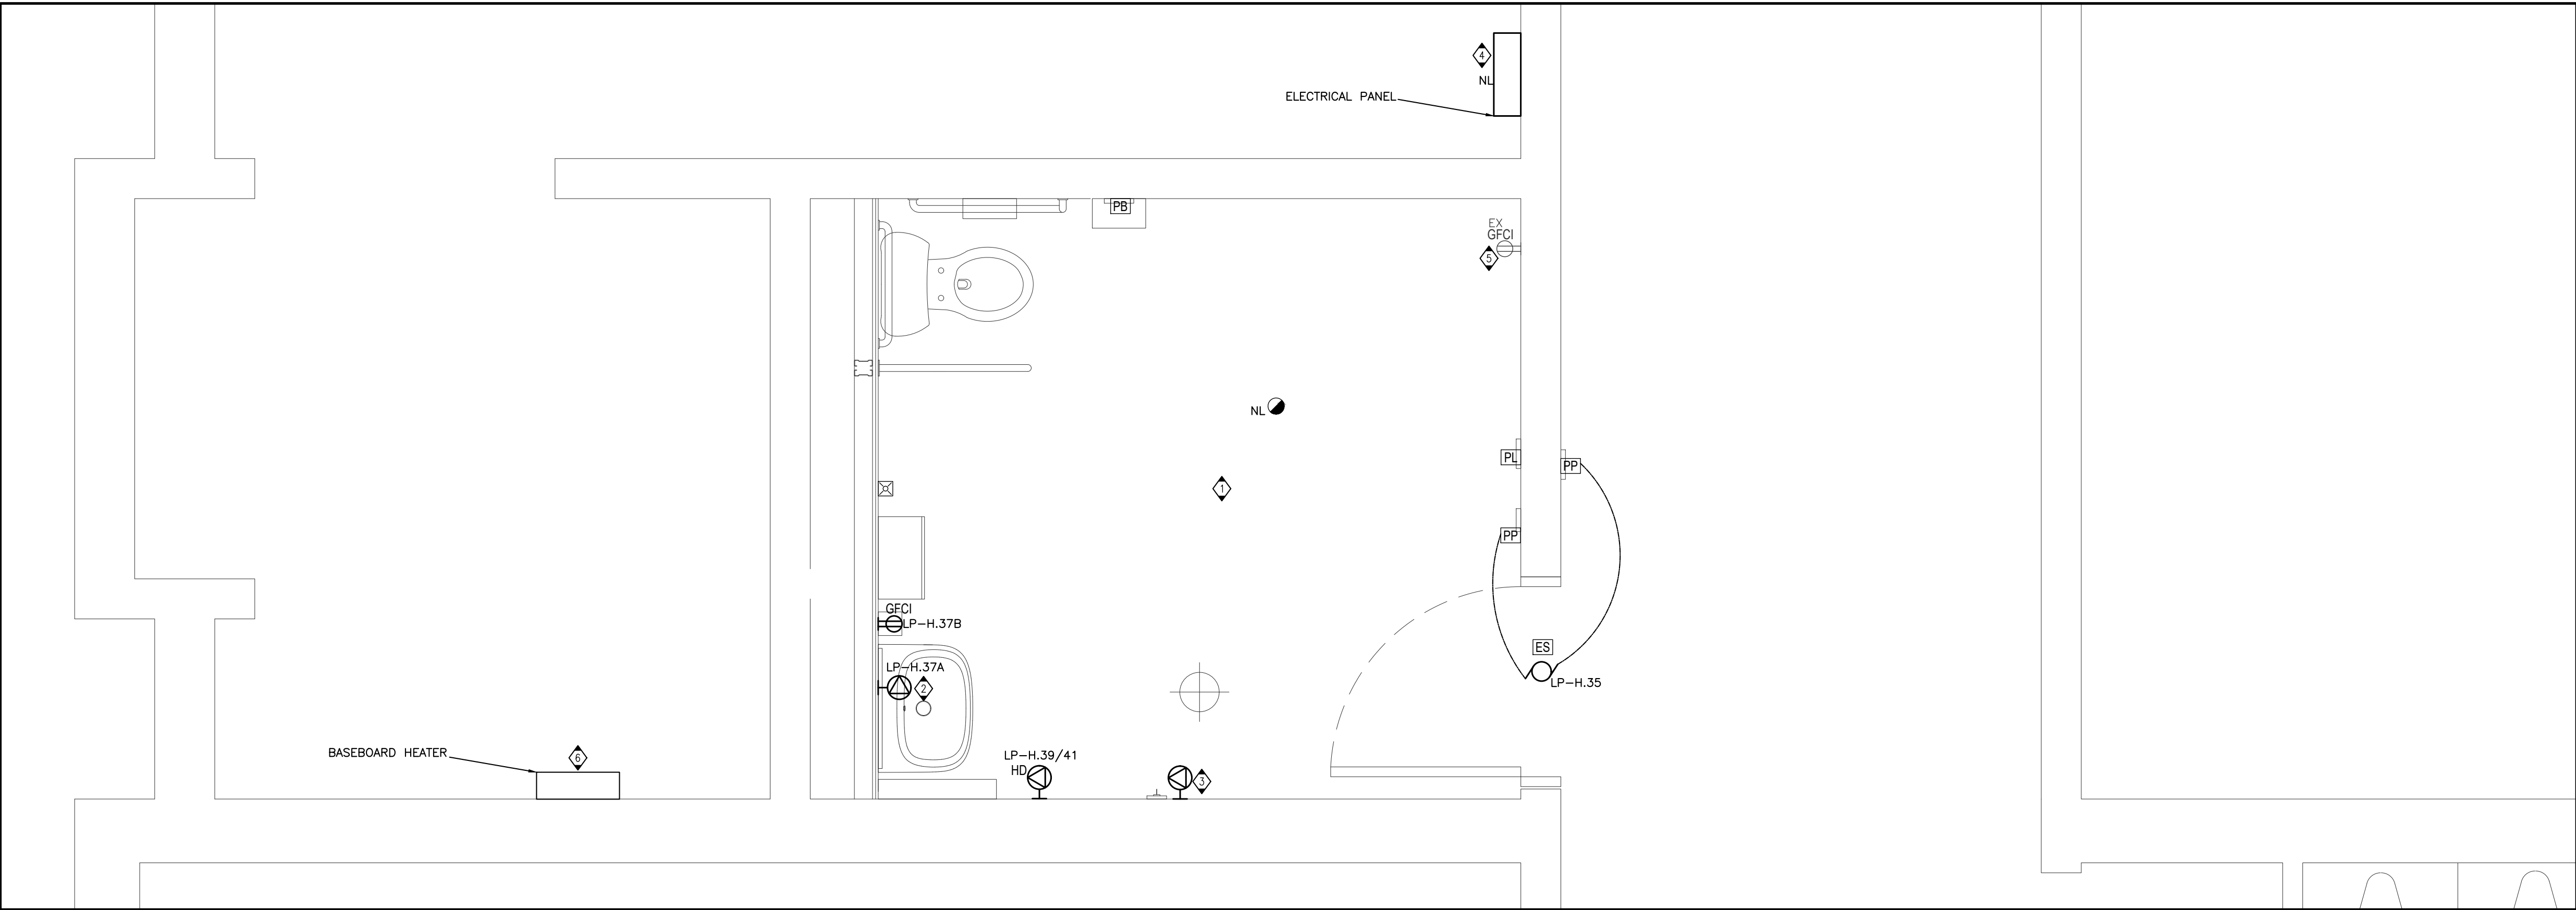 4
NL
ELECTRICAL PANEL
PB
EX
GFCI
5
NL
PL
PP
1
PP
GFCI
LP-H.37B
ES
LP-H.37A
2
LP-H.35
BASEBOARD HEATER
6
LP-H.39/41
HD
3